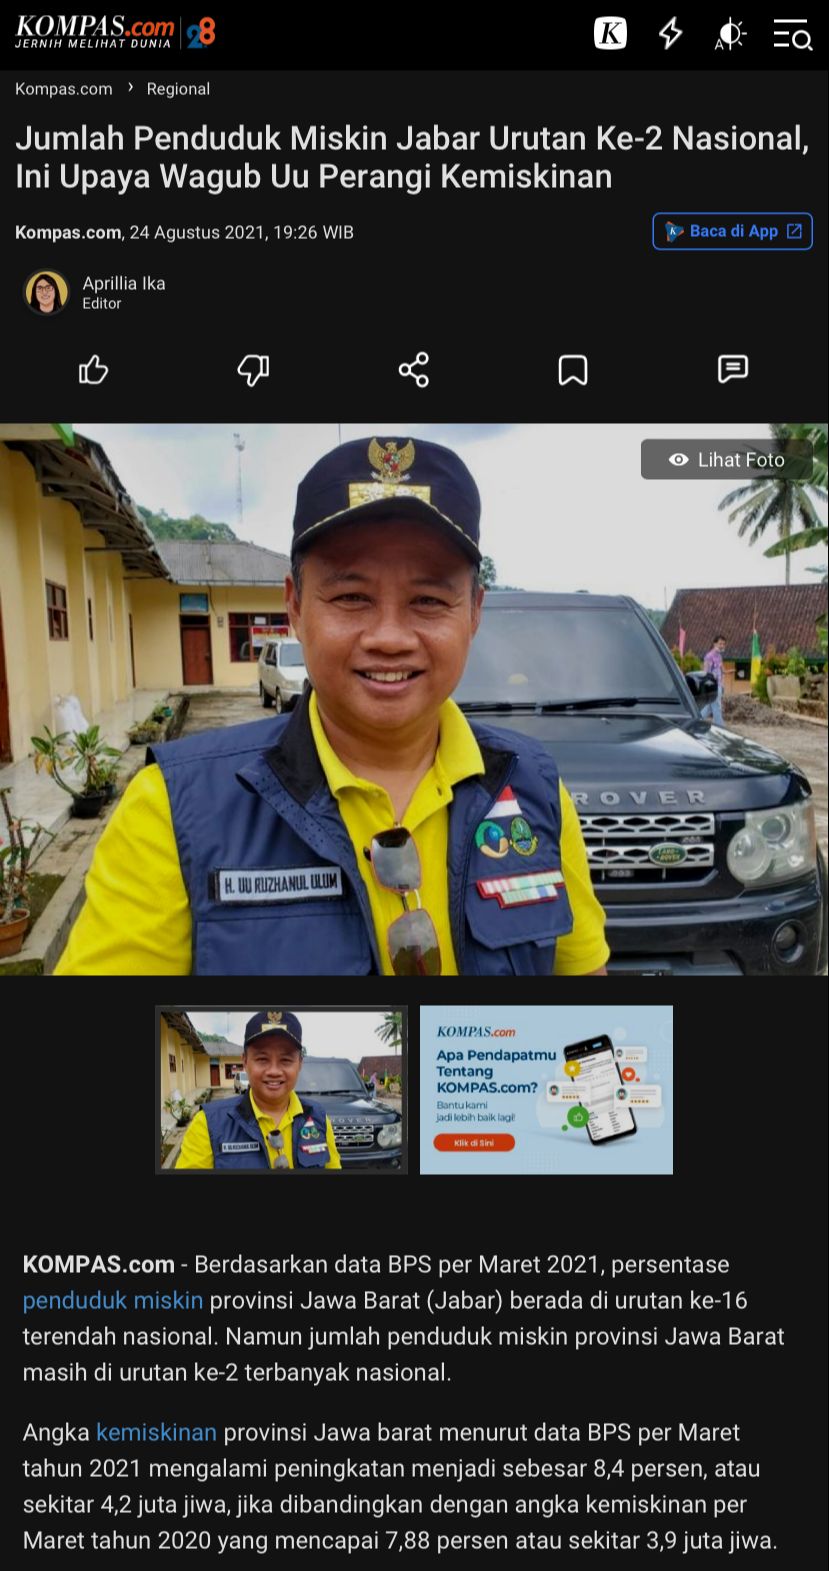 KOMPAS.com
JERNIH MELIHAT DUNIA
28
K
A
Kompas.com › Regional
Jumlah Penduduk Miskin Jabar Urutan Ke-2 Nasional,
Ini Upaya Wagub Uu Perangi Kemiskinan
Kompas.com, 24 Agustus 2021, 19:26 WIB
Baca di App
Aprillia Ika
Editor
Lihat Foto
ROVER
LAND-ROVER
H. UU RUZHANUL ULUM
KOMPAS.com
Apa Pendapatmu
Tentang
KOMPAS.com?
Bantu kami
jadi lebih baik lagi!
Klik di Sini
KOMPAS.com - Berdasarkan data BPS per Maret 2021, persentase
penduduk miskin provinsi Jawa Barat (Jabar) berada di urutan ke-16
terendah nasional. Namun jumlah penduduk miskin provinsi Jawa Barat
masih di urutan ke-2 terbanyak nasional.
Angka kemiskinan provinsi Jawa barat menurut data BPS per Maret
tahun 2021 mengalami peningkatan menjadi sebesar 8,4 persen, atau
sekitar 4,2 juta jiwa, jika dibandingkan dengan angka kemiskinan per
Maret tahun 2020 yang mencapai 7,88 persen atau sekitar 3,9 juta jiwa.